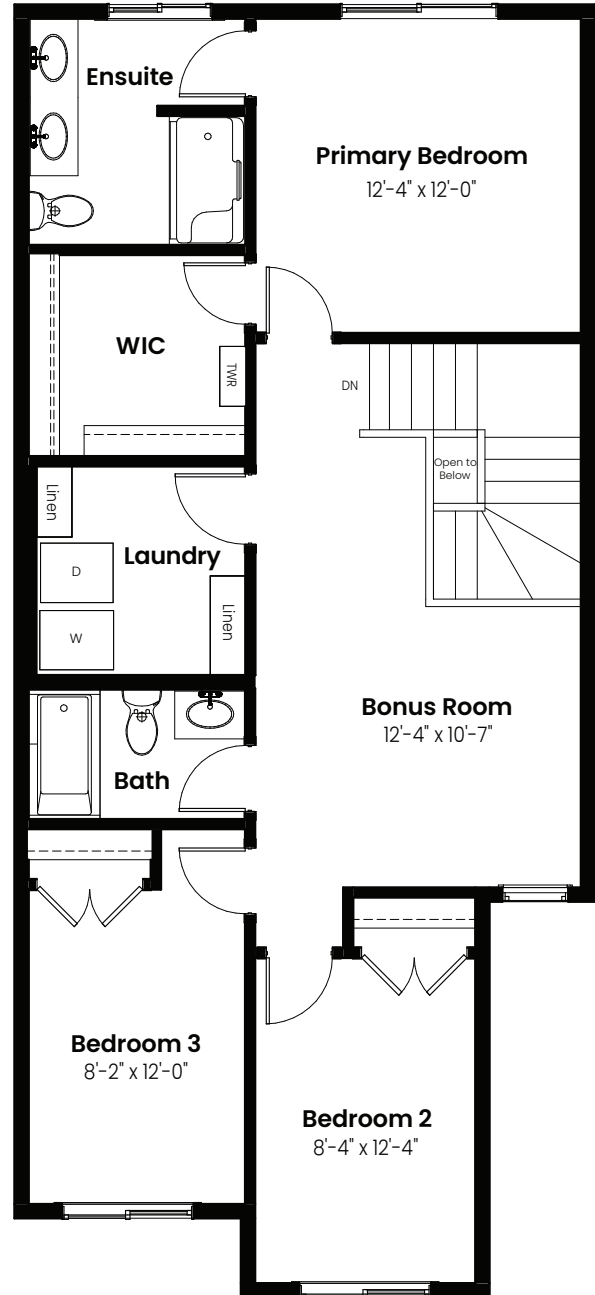 Ensuite
Primary Bedroom
12'-4" x 12'-0"
WIC
TWR
DN
Open to
Below
Linen
Laundry
D
Linen
W
Bonus Room
12'-4" x 10'-7"
Bath
Bedroom 3
8'-2" x 12'-0"
Bedroom 2
8'-4" x 12'-4"